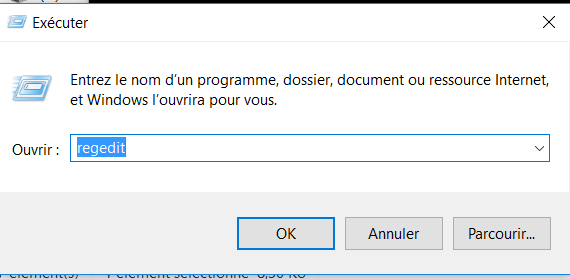 Exécuter
Entrez le nom d'un programme, dossier, document ou ressource Internet,
et Windows l'ouvrira pour vous.
Ouvrir :
regedit
OK
Annuler
Parcourir...